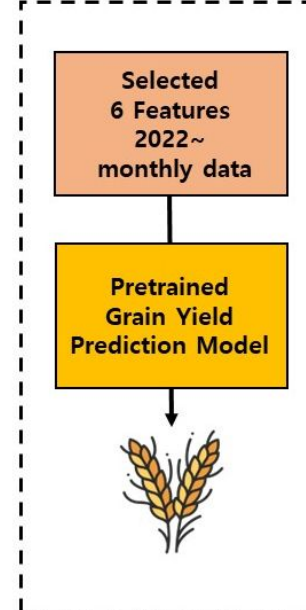 Selected
6 Features
2022~
monthly data
Pretrained
Grain Yield
Prediction Model